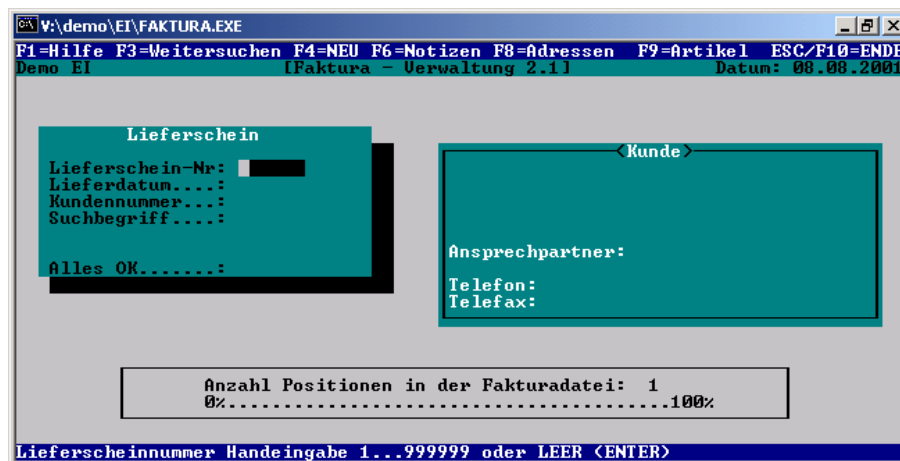 V:\demo\EI\FAKTURA.EXE
F1=Hilfe F3=Weitersuchen F4=NEU F6=Notizen F8=Adressen F9=Artikel ESC/F10=ENDE
Demo EI [Faktura - Verwaltung 2.1] Datum: 08.08.2001
Lieferschein
Lieferschein-Nr:
Lieferdatum....:
Kundennummer...:
Suchbegriff....:
Alles OK.......:
<Kunde>
Ansprechpartner:
Telefon:
Telefax:
Anzahl Positionen in der Fakturadatei: 1
0%.........................................100%
Lieferscheinnummer Handeingabe 1...999999 oder LEER (ENTER)